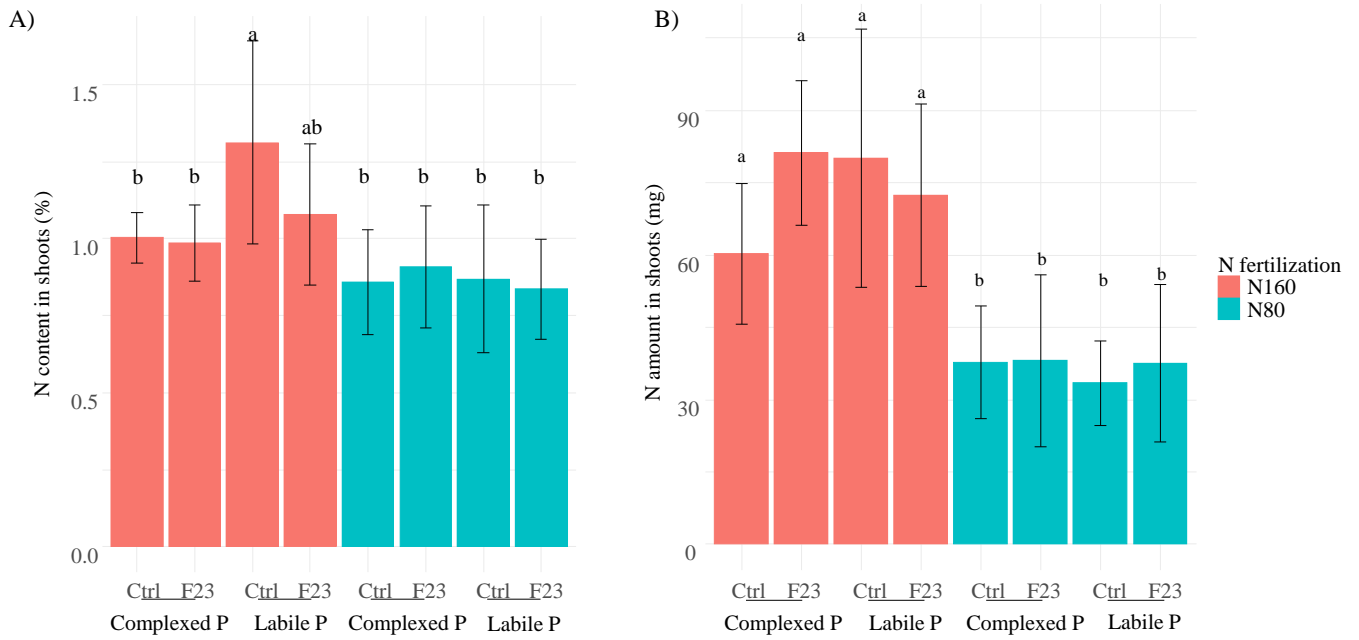 A)
N content in shoots (%)
1.5
1.0
0.5
0.0
b b a ab b b b b
Ctrl F23 Ctrl F23 Ctrl F23 Ctrl F23
Complexed P Labile P Complexed P Labile P
B)
N amount in shoots (mg)
90
60
30
0
a a a a b b b b
Ctrl F23 Ctrl F23 Ctrl F23 Ctrl F23
Complexed P Labile P Complexed P Labile P
N fertilization
N160
N80